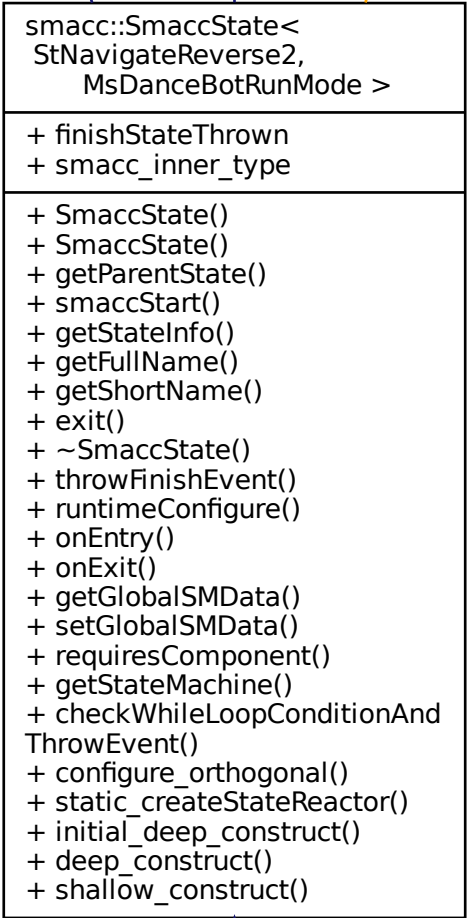 smacc::SmaccState<
StNavigateReverse2,
MsDanceBotRunMode >
+ finishStateThrown
+ smacc_inner_type
+ SmaccState()
+ SmaccState()
+ getParentState()
+ smaccStart()
+ getStateInfo()
+ getFullName()
+ getShortName()
+ exit()
+ ~SmaccState()
+ throwFinishEvent()
+ runtimeConfigure()
+ onEntry()
+ onExit()
+ getGlobalSMData()
+ setGlobalSMData()
+ requiresComponent()
+ getStateMachine()
+ checkWhileLoopConditionAnd
ThrowEvent()
+ configure_orthogonal()
+ static_createStateReactor()
+ initial_deep_construct()
+ deep_construct()
+ shallow_construct()